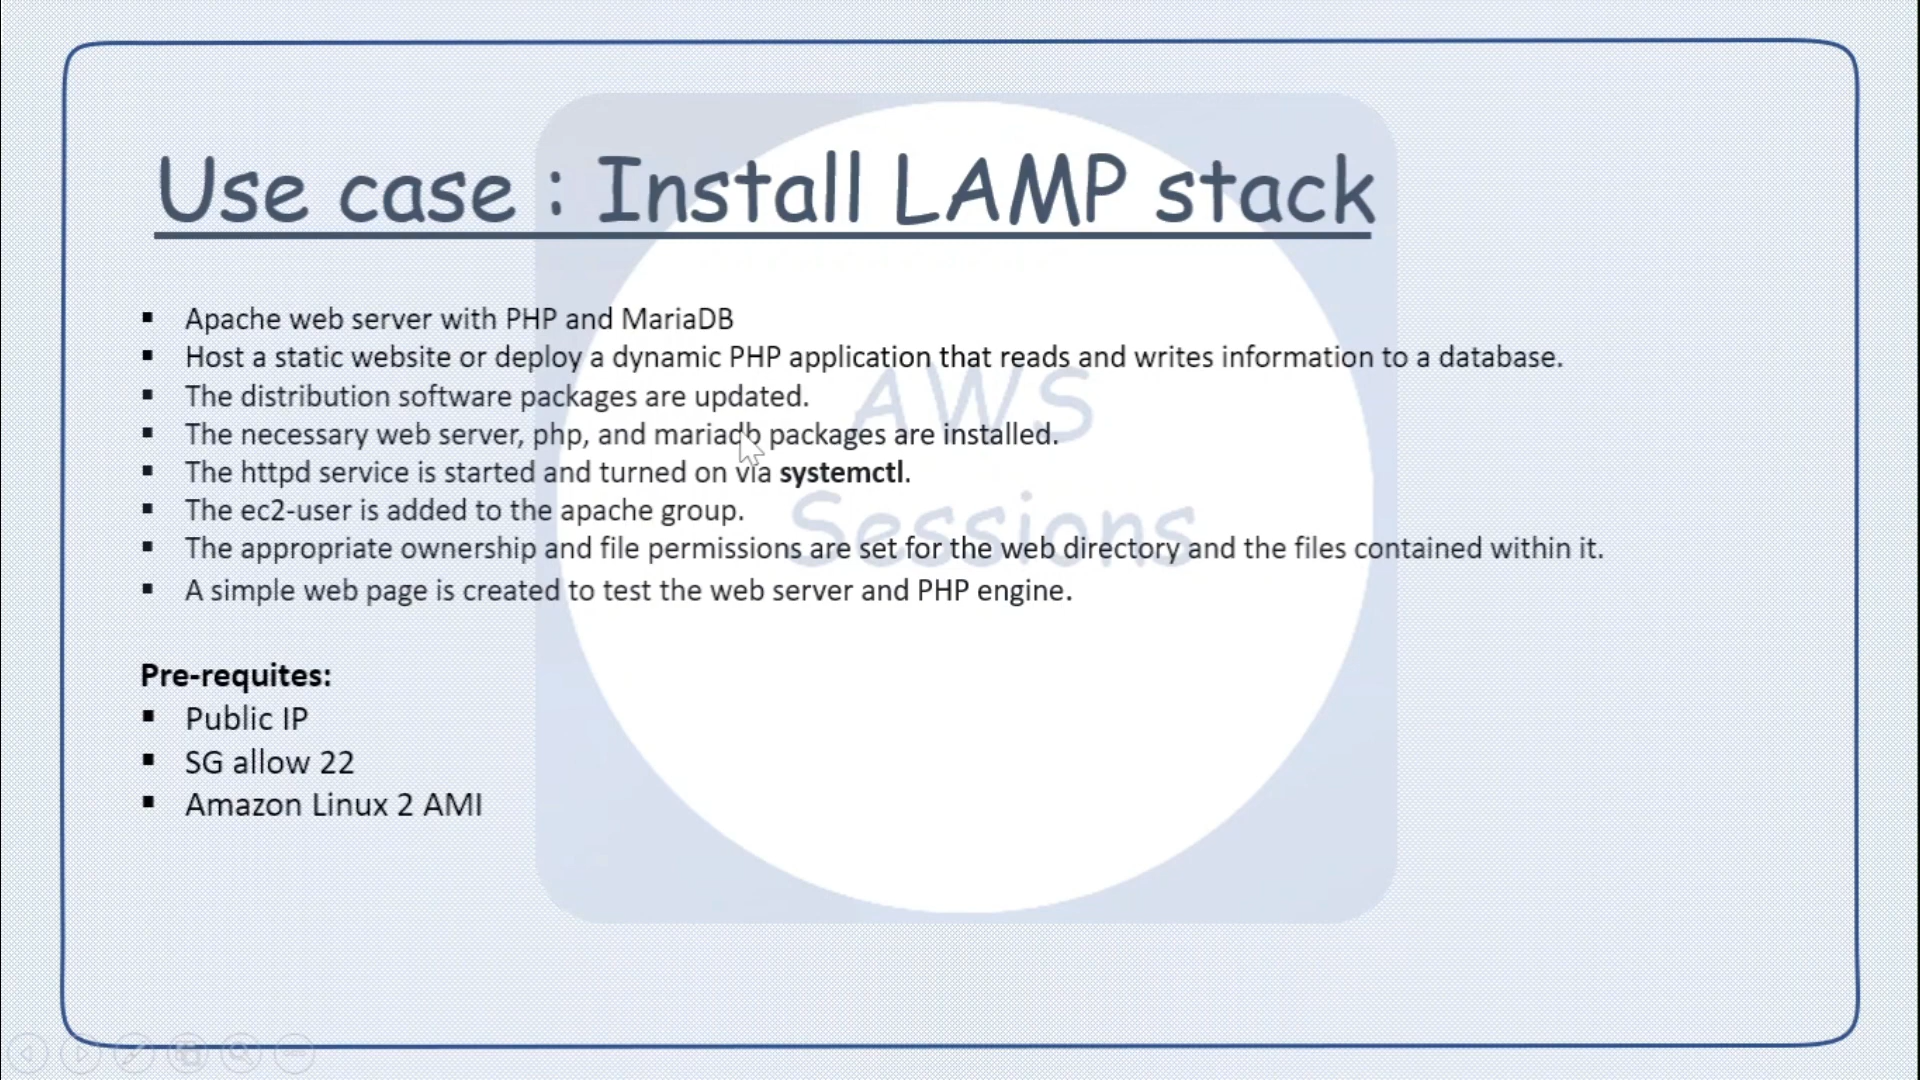 Use case : Install LAMP stack
▪ Apache web server with PHP and MariaDB
▪ Host a static website or deploy a dynamic PHP application that reads and writes information to a database.
▪ The distribution software packages are updated.
▪ The necessary web server, php, and mariadb packages are installed.
▪ The httpd service is started and turned on via systemctl.
▪ The ec2-user is added to the apache group.
▪ The appropriate ownership and file permissions are set for the web directory and the files contained within it.
▪ A simple web page is created to test the web server and PHP engine.
Pre-requites:
▪ Public IP
▪ SG allow 22
▪ Amazon Linux 2 AMI
AWS
Sessions